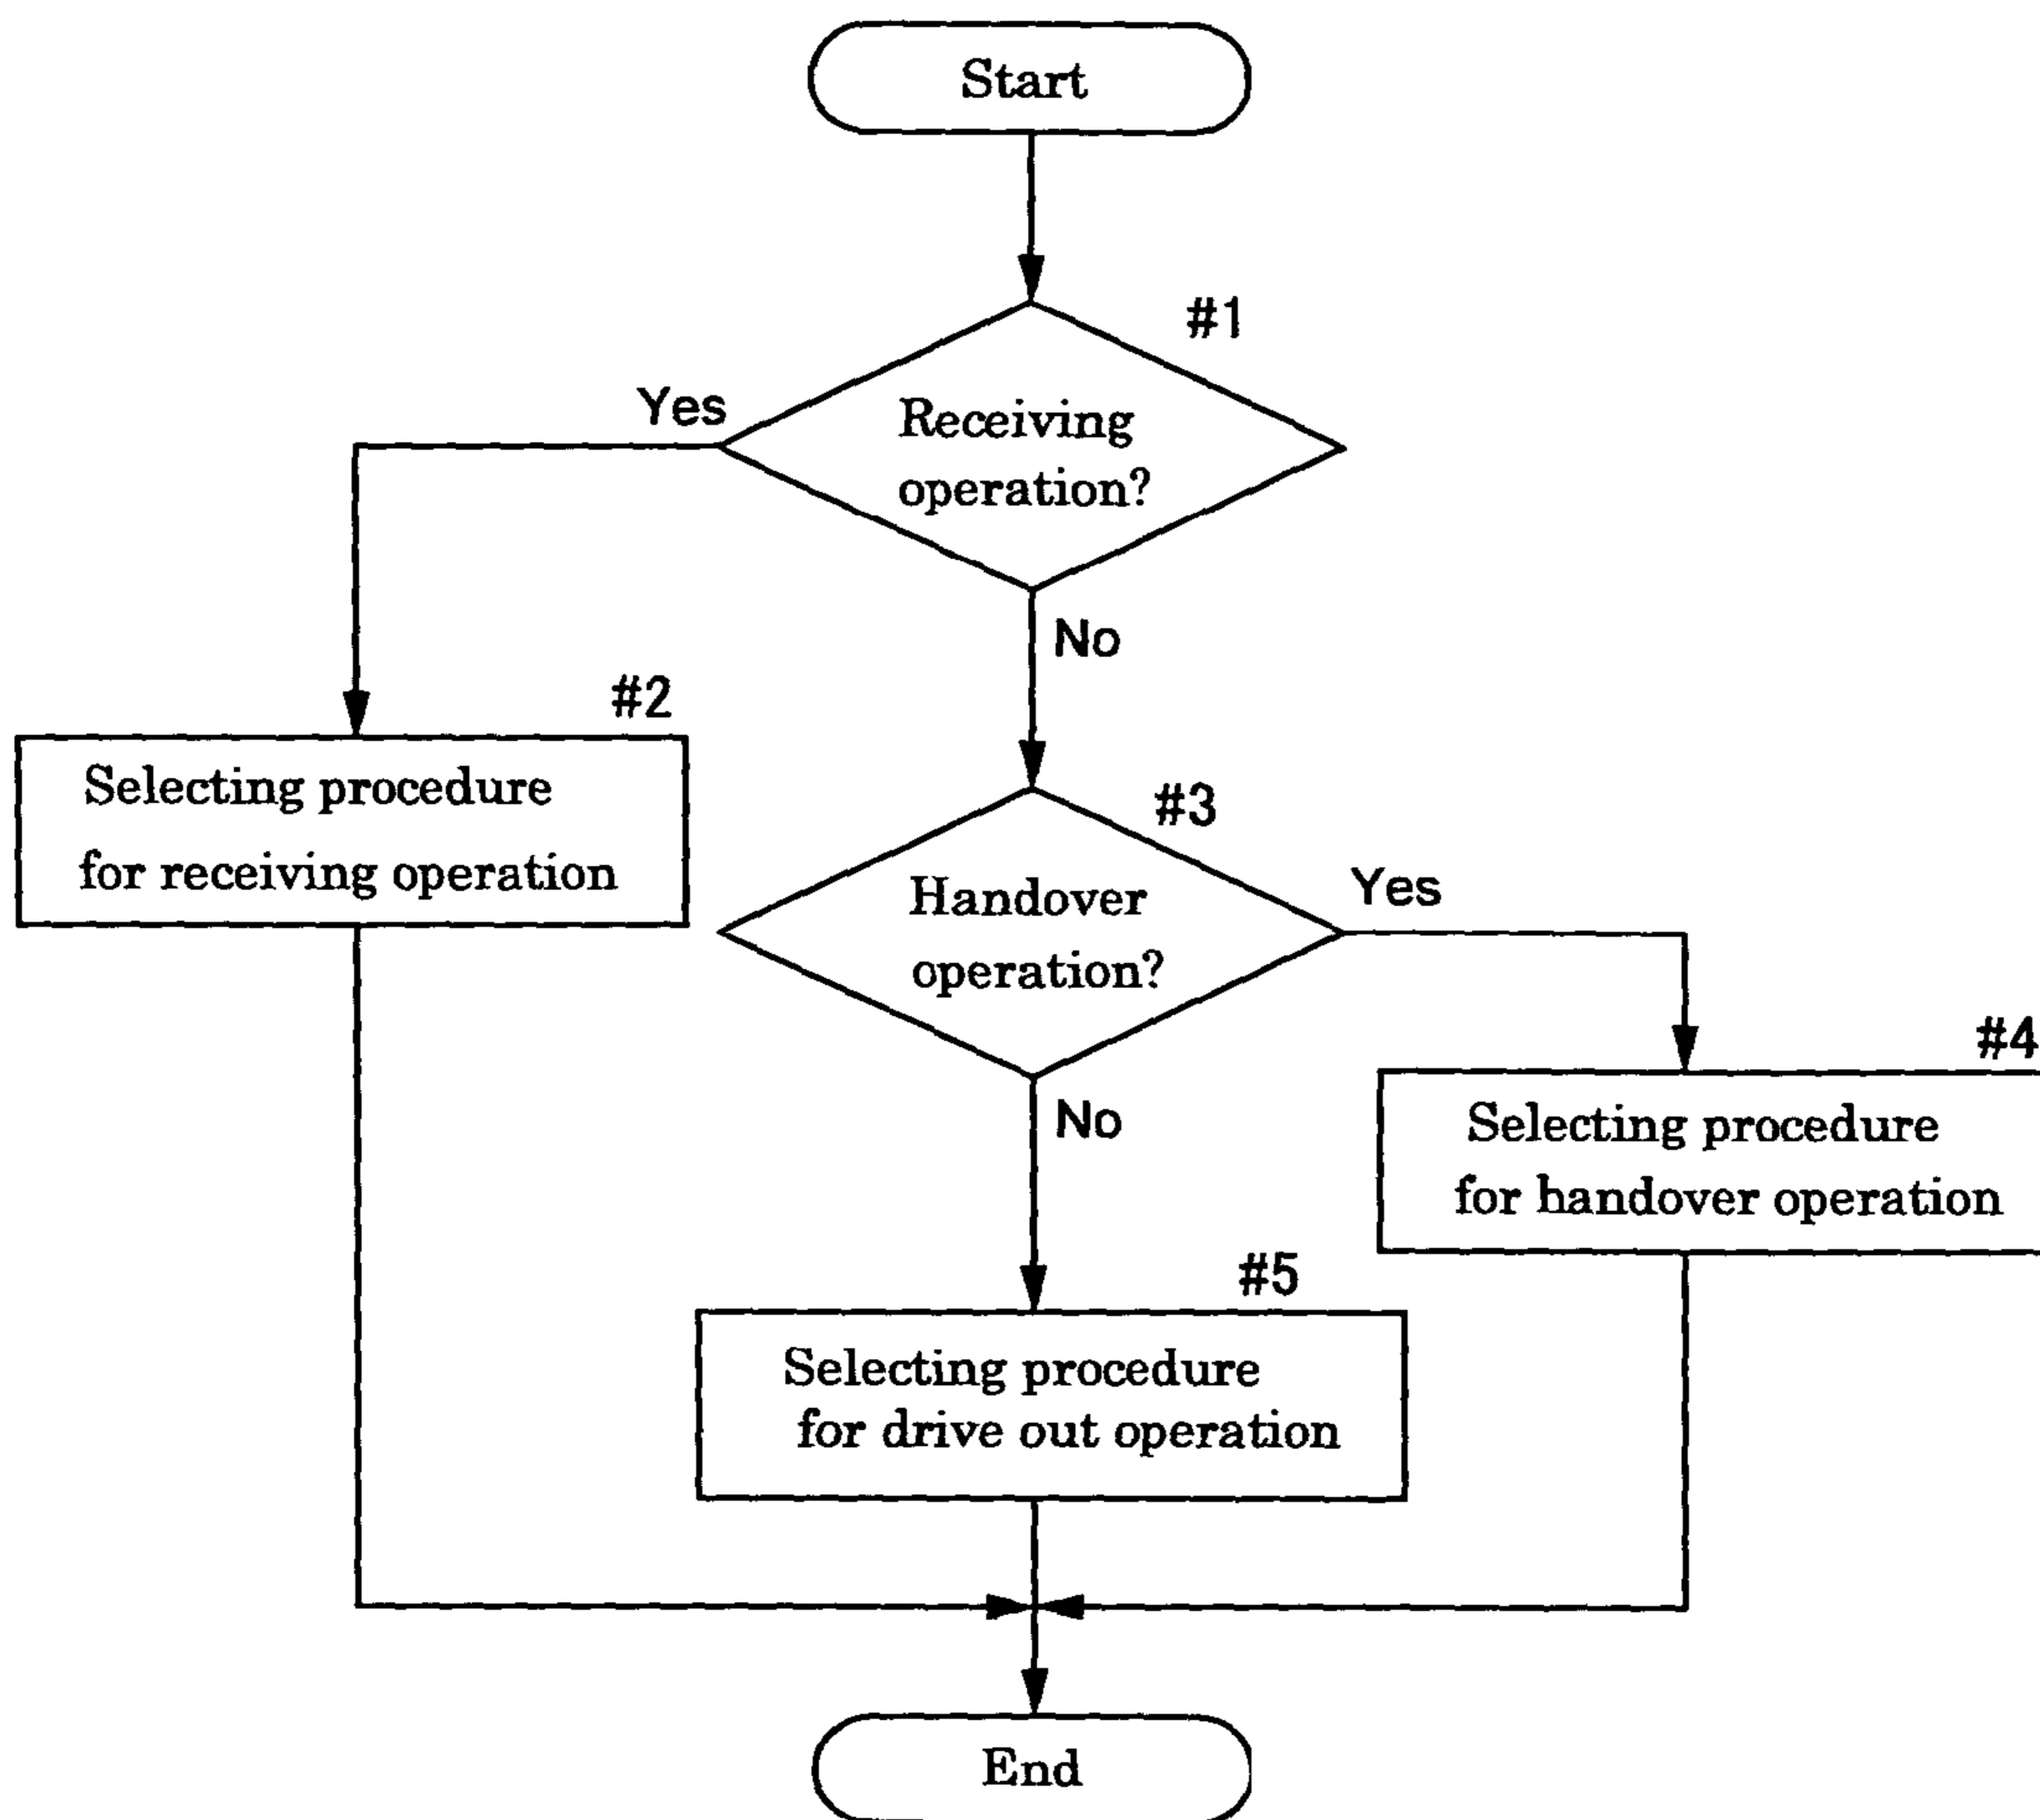 Start
#1
Yes
Receiving
operation?
No
#2
Selecting procedure
for receiving operation
#3
Handover
operation?
Yes
No
#4
Selecting procedure
for handover operation
#5
Selecting procedure
for drive out operation
End